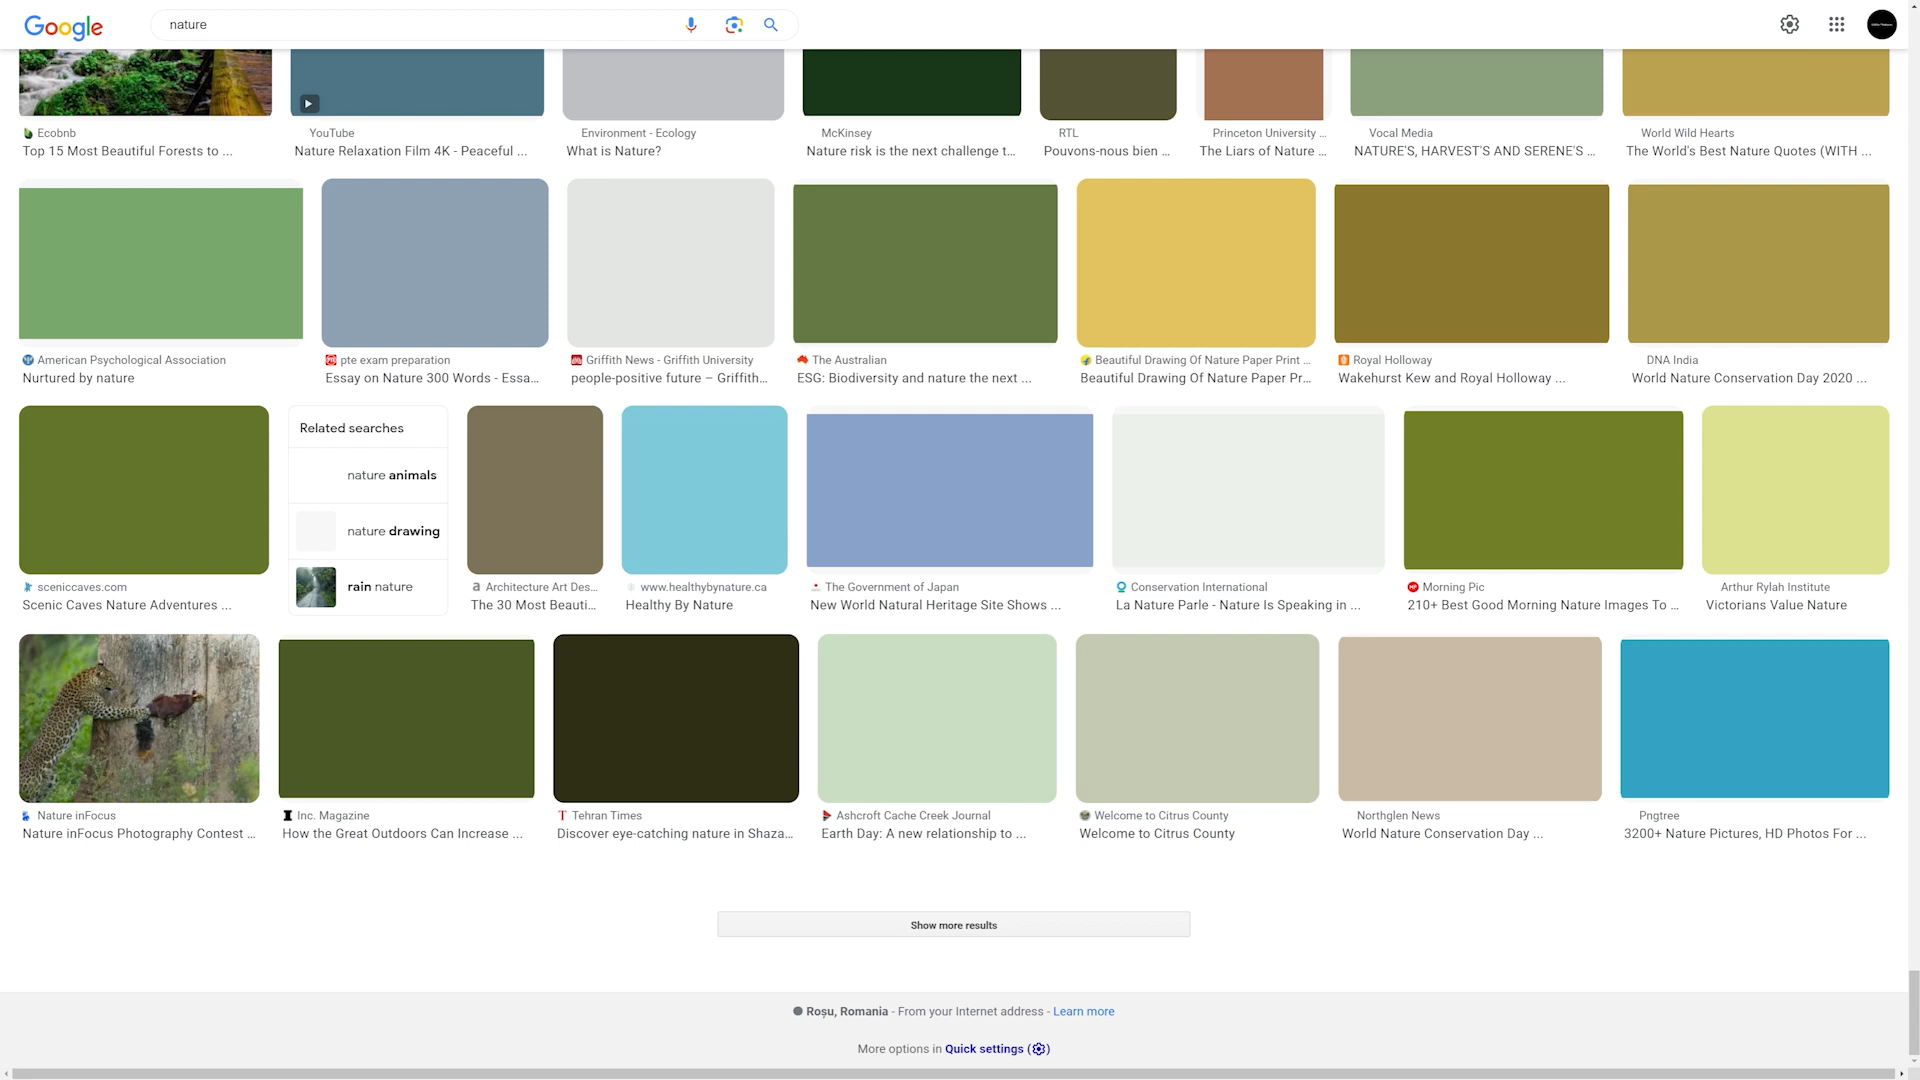 Google
nature
Ecobnb
Top 15 Most Beautiful Forests to ...
YouTube
Nature Relaxation Film 4K - Peaceful ...
Environment - Ecology
What is Nature?
McKinsey
Nature risk is the next challenge t...
RTL
Pouvons-nous bien ...
Princeton University ...
The Liars of Nature ...
Vocal Media
NATURE'S, HARVEST'S AND SERENE'S ...
World Wild Hearts
The World's Best Nature Quotes (WITH ...
American Psychological Association
Nurtured by nature
pte exam preparation
Essay on Nature 300 Words - Essa...
Griffith News - Griffith University
people-positive future – Griffith...
The Australian
ESG: Biodiversity and nature the next ...
Beautiful Drawing Of Nature Paper Print ...
Beautiful Drawing Of Nature Paper Pr...
Royal Holloway
Wakehurst Kew and Royal Holloway ...
DNA India
World Nature Conservation Day 2020 ...
sceniccaves.com
Scenic Caves Nature Adventures ...
Related searches
nature animals
nature drawing
rain nature
Architecture Art Des...
The 30 Most Beauti...
www.healthybynature.ca
Healthy By Nature
The Government of Japan
New World Natural Heritage Site Shows ...
Conservation International
La Nature Parle - Nature Is Speaking in ...
Morning Pic
210+ Best Good Morning Nature Images To ...
Arthur Rylah Institute
Victorians Value Nature
Nature inFocus
Nature inFocus Photography Contest ...
Inc. Magazine
How the Great Outdoors Can Increase ...
Tehran Times
Discover eye-catching nature in Shaza...
Ashcroft Cache Creek Journal
Earth Day: A new relationship to ...
Welcome to Citrus County
Welcome to Citrus County
Northglen News
World Nature Conservation Day ...
Pngtree
3200+ Nature Pictures, HD Photos For ...
Show more results
Roșu, Romania - From your Internet address - Learn more
More options in Quick settings ( )